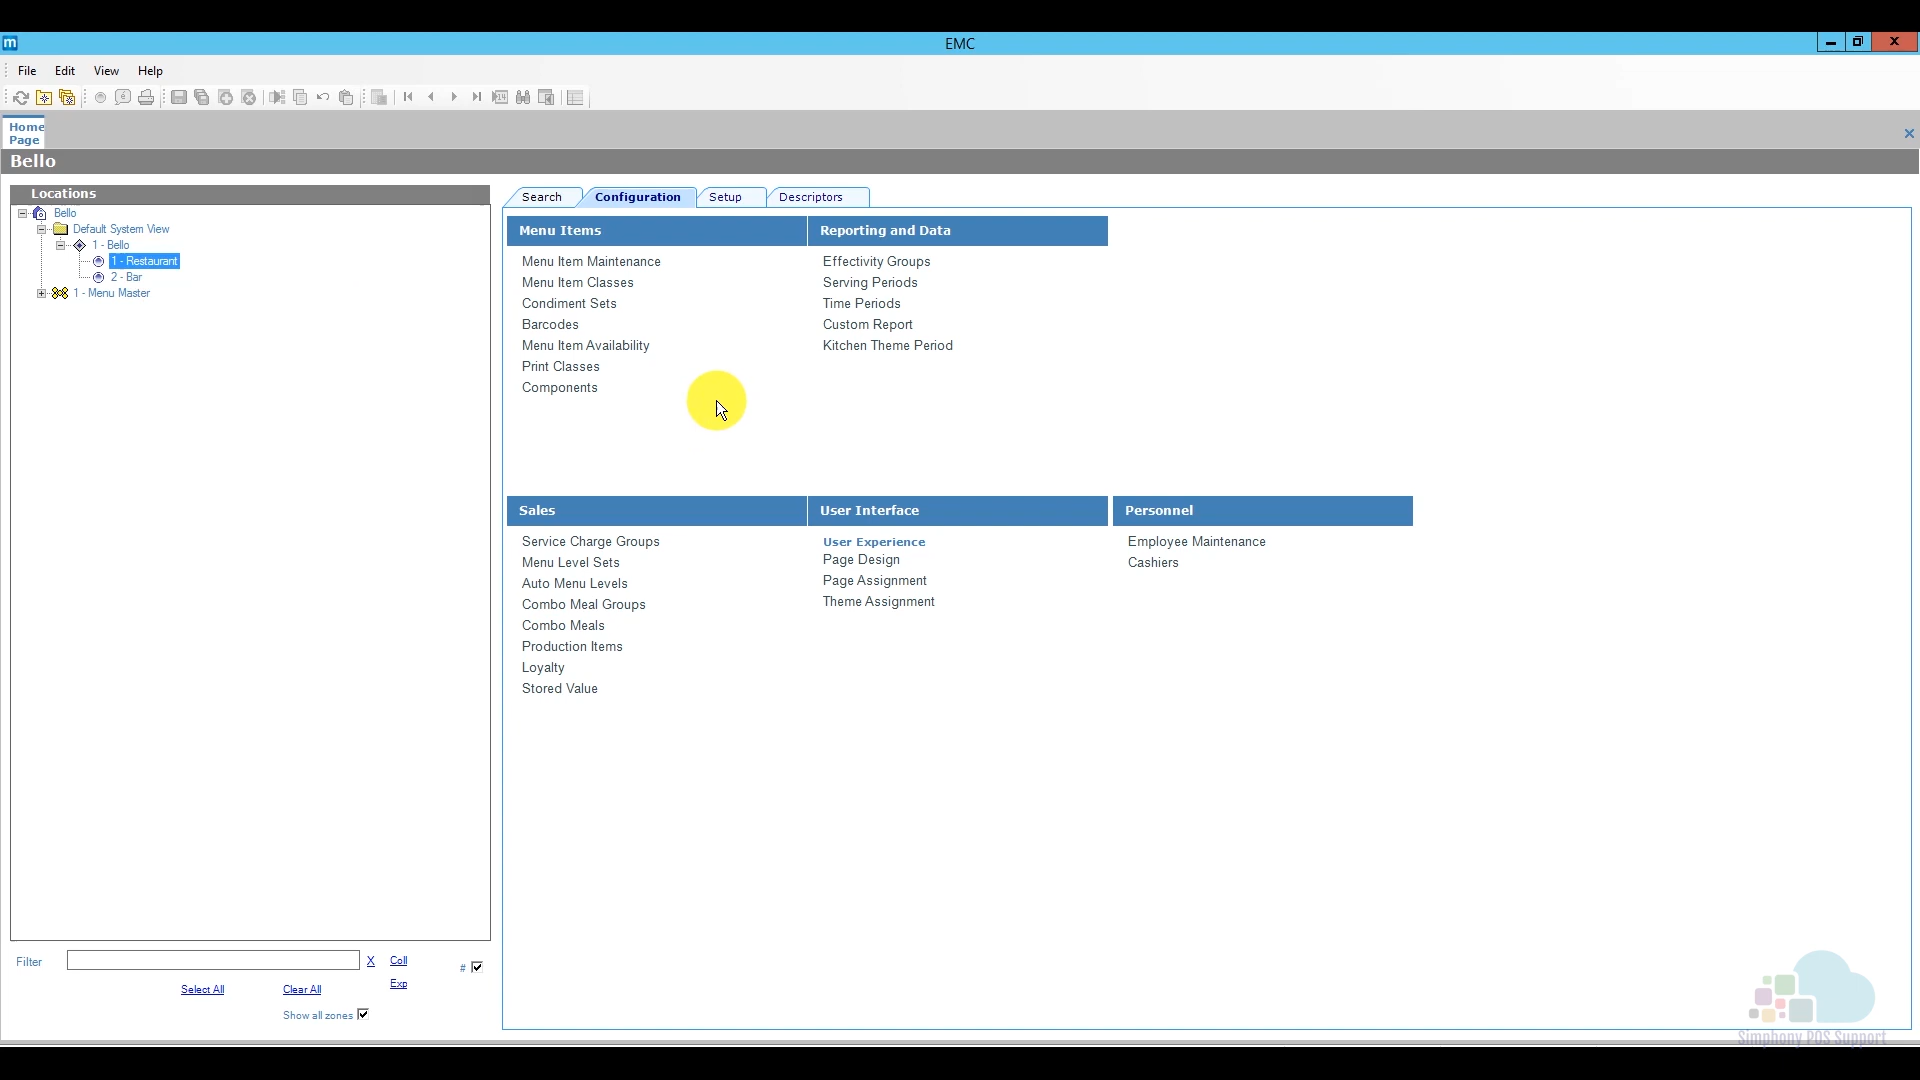 EMC
File Edit View Help
Home
Page
Bello
Locations
Bello
Default System View
1 - Bello
1 - Restaurant
2 - Bar
1 - Menu Master
Filter
X
Coll
Exp
#
Select All
Clear All
Show all zones
Search Configuration Setup Descriptors
Menu Items
Menu Item Maintenance
Menu Item Classes
Condiment Sets
Barcodes
Menu Item Availability
Print Classes
Components
Reporting and Data
Effectivity Groups
Serving Periods
Time Periods
Custom Report
Kitchen Theme Period
Sales
Service Charge Groups
Menu Level Sets
Auto Menu Levels
Combo Meal Groups
Combo Meals
Production Items
Loyalty
Stored Value
User Interface
User Experience
Page Design
Page Assignment
Theme Assignment
Personnel
Employee Maintenance
Cashiers
Simphony POS Support